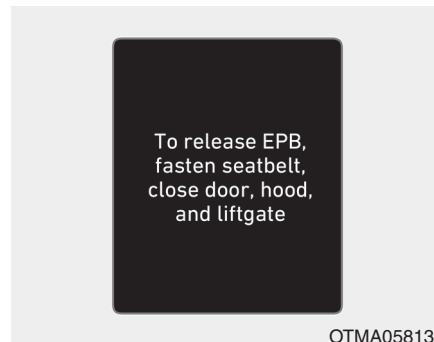 To release EPB,
fasten seatbelt,
close door, hood,
and liftgate
OTMA05813